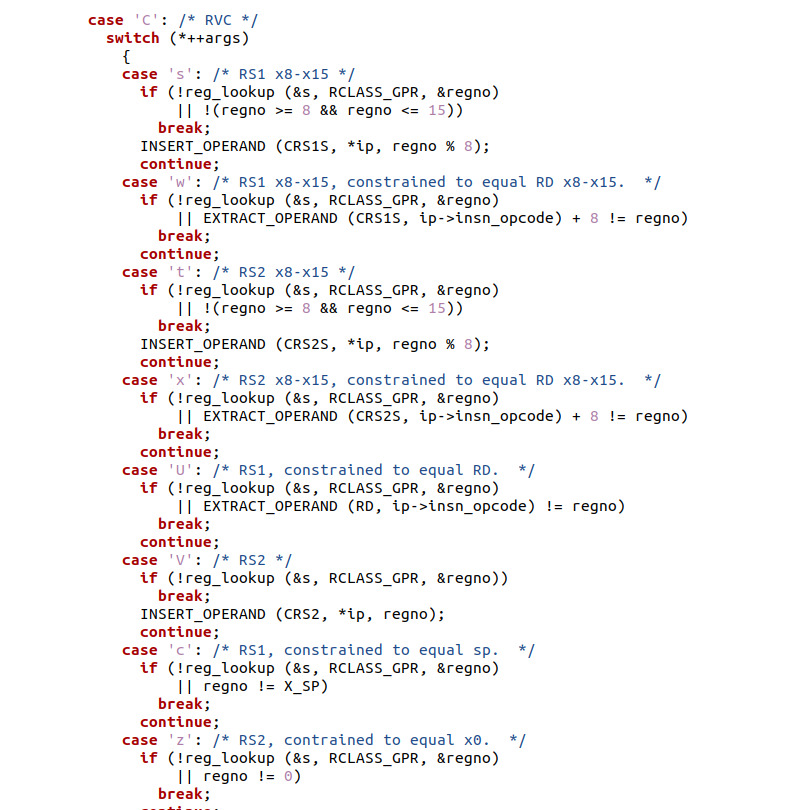 case 'C': /* RVC */
switch (*++args)
{
case 's': /* RS1 x8-x15 */
if (!reg_lookup (&s, RCLASS_GPR, &regno)
|| !(regno >= 8 && regno <= 15))
break;
INSERT_OPERAND (CRS1S, *ip, regno % 8);
continue;
case 'w': /* RS1 x8-x15, constrained to equal RD x8-x15.  */
if (!reg_lookup (&s, RCLASS_GPR, &regno)
|| EXTRACT_OPERAND (CRS1S, ip->insn_opcode) + 8 != regno)
break;
continue;
case 't': /* RS2 x8-x15 */
if (!reg_lookup (&s, RCLASS_GPR, &regno)
|| !(regno >= 8 && regno <= 15))
break;
INSERT_OPERAND (CRS2S, *ip, regno % 8);
continue;
case 'x': /* RS2 x8-x15, constrained to equal RD x8-x15.  */
if (!reg_lookup (&s, RCLASS_GPR, &regno)
|| EXTRACT_OPERAND (CRS2S, ip->insn_opcode) + 8 != regno)
break;
continue;
case 'U': /* RS1, constrained to equal RD.  */
if (!reg_lookup (&s, RCLASS_GPR, &regno)
|| EXTRACT_OPERAND (RD, ip->insn_opcode) != regno)
break;
continue;
case 'V': /* RS2 */
if (!reg_lookup (&s, RCLASS_GPR, &regno))
break;
INSERT_OPERAND (CRS2, *ip, regno);
continue;
case 'c': /* RS1, constrained to equal sp.  */
if (!reg_lookup (&s, RCLASS_GPR, &regno)
|| regno != X_SP)
break;
continue;
case 'z': /* RS2, contrained to equal x0.  */
if (!reg_lookup (&s, RCLASS_GPR, &regno)
|| regno != 0)
break;